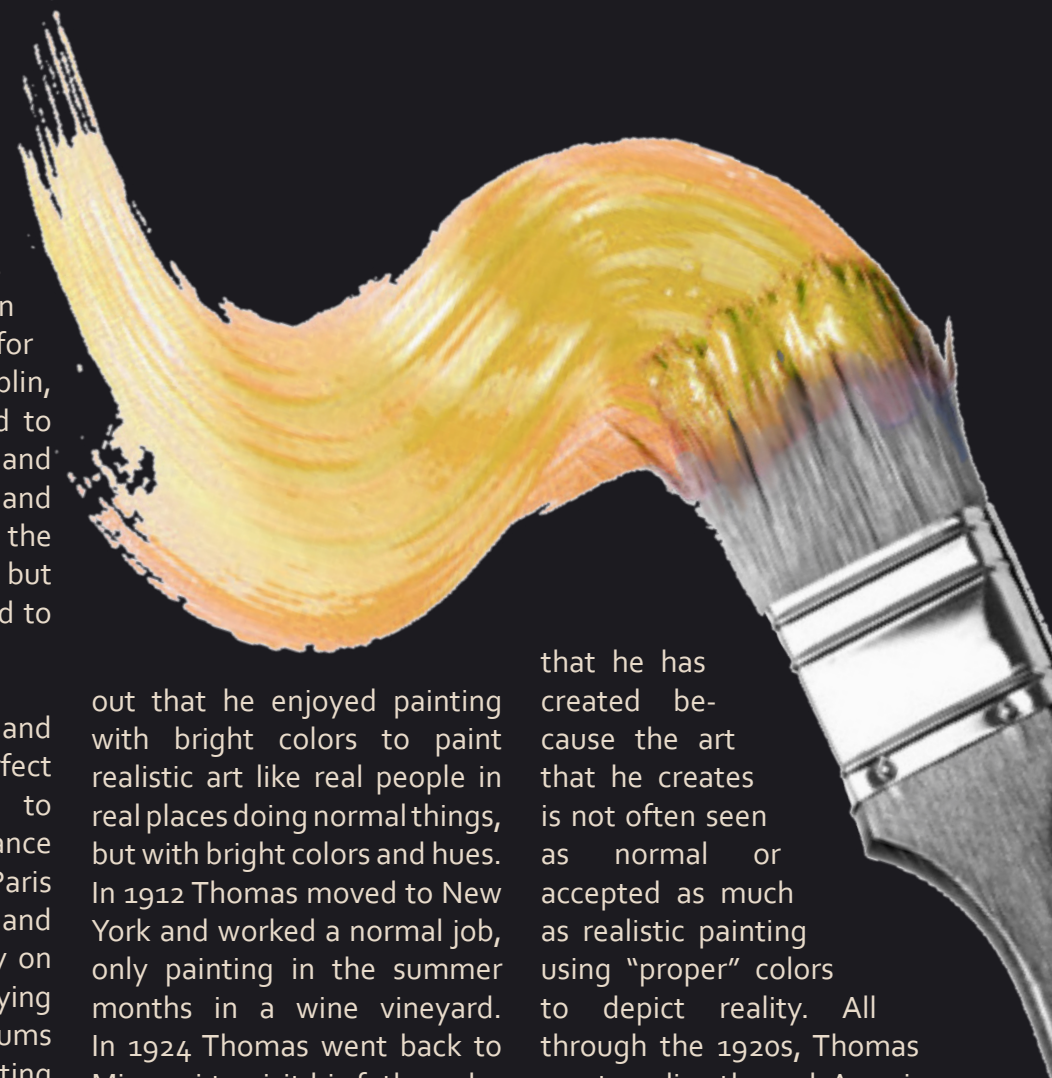 for
to
and
and
the
but
to
and
to
Paris
and
on
out that he enjoyed painting
with bright colors to paint
realistic art like real people in
real places doing normal things,
but with bright colors and hues.
In 1912 Thomas moved to New
York and worked a normal job,
only painting in the summer
months in a wine vineyard.
In 1924 Thomas went back to
that he has
created be-
cause the art
that he creates
is not often seen
as normal or
accepted as much
as realistic painting
using “proper” colors
to depict reality. All
through the 1920s, Thomas